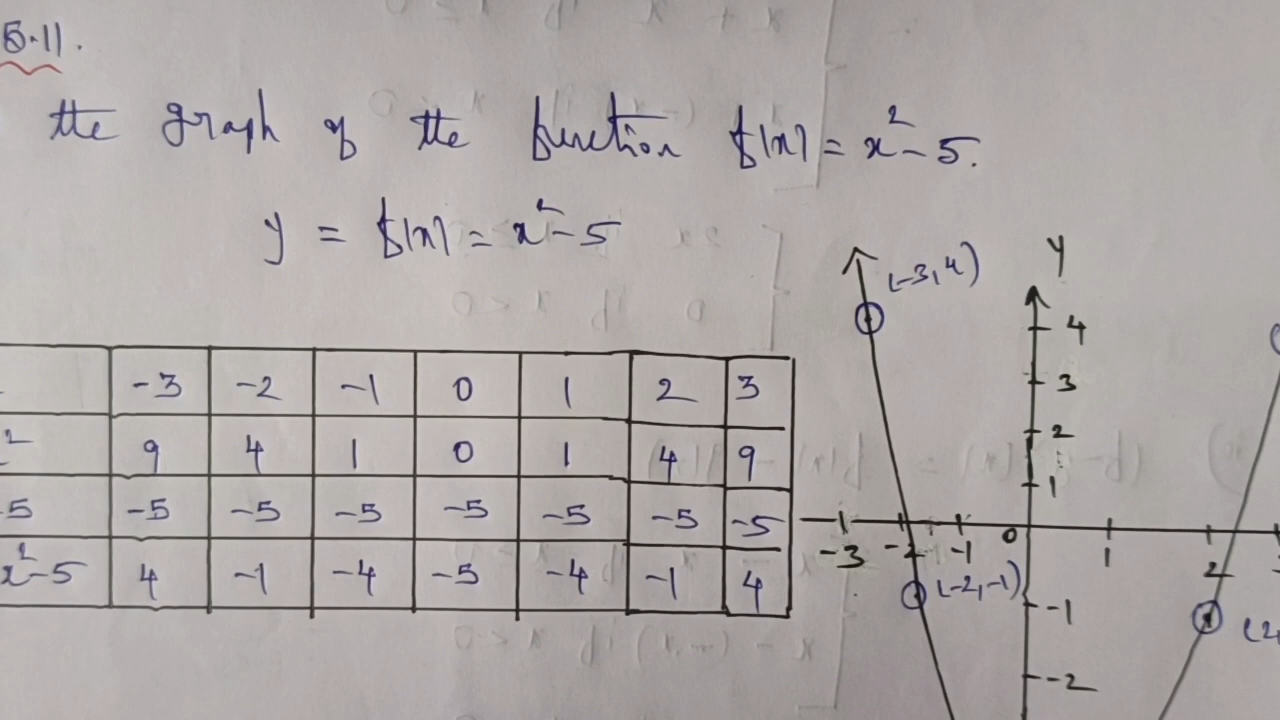 5.11.
the graph of the function f(x) = x² - 5.
y = f(x) = x² - 5
-3 -2 -1 0 1 2 3
2 9 4 1 0 1 4 9
-5 -5 -5 -5 -5 -5 -5 -5
x²-5 4 -1 -4 -5 -4 -1 4
Y
(-3, 4)
4
3
2
1
-3 -2 -1 0 1 2
(-2, -1)
-1
(2,
-2